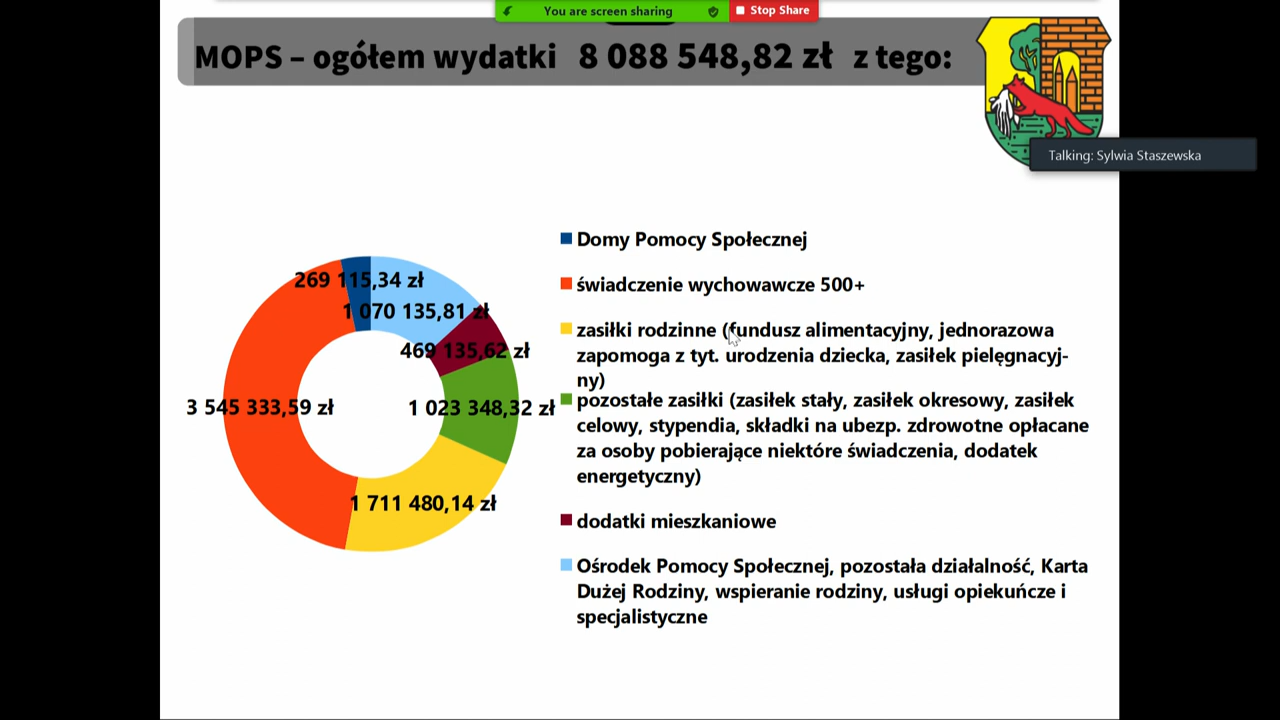 You are screen sharing
Stop Share
MOPS – ogółem wydatki 8 088 548,82 zł z tego:
Talking: Sylwia Staszewska
269 115,34 zł
1 070 135,81 zł
469 135,62 zł
3 545 333,59 zł
1 023 348,32 zł
1 711 480,14 zł
Domy Pomocy Społecznej
świadczenie wychowawcze 500+
zasiłki rodzinne (fundusz alimentacyjny, jednorazowa
zapomoga z tyt. urodzenia dziecka, zasiłek pielęgnacyj-
ny)
pozostałe zasiłki (zasiłek stały, zasiłek okresowy, zasiłek
celowy, stypendia, składki na ubezp. zdrowotne opłacane
za osoby pobierające niektóre świadczenia, dodatek
energetyczny)
dodatki mieszkaniowe
Ośrodek Pomocy Społecznej, pozostała działalność, Karta
Dużej Rodziny, wspieranie rodziny, usługi opiekuńcze i
specjalistyczne